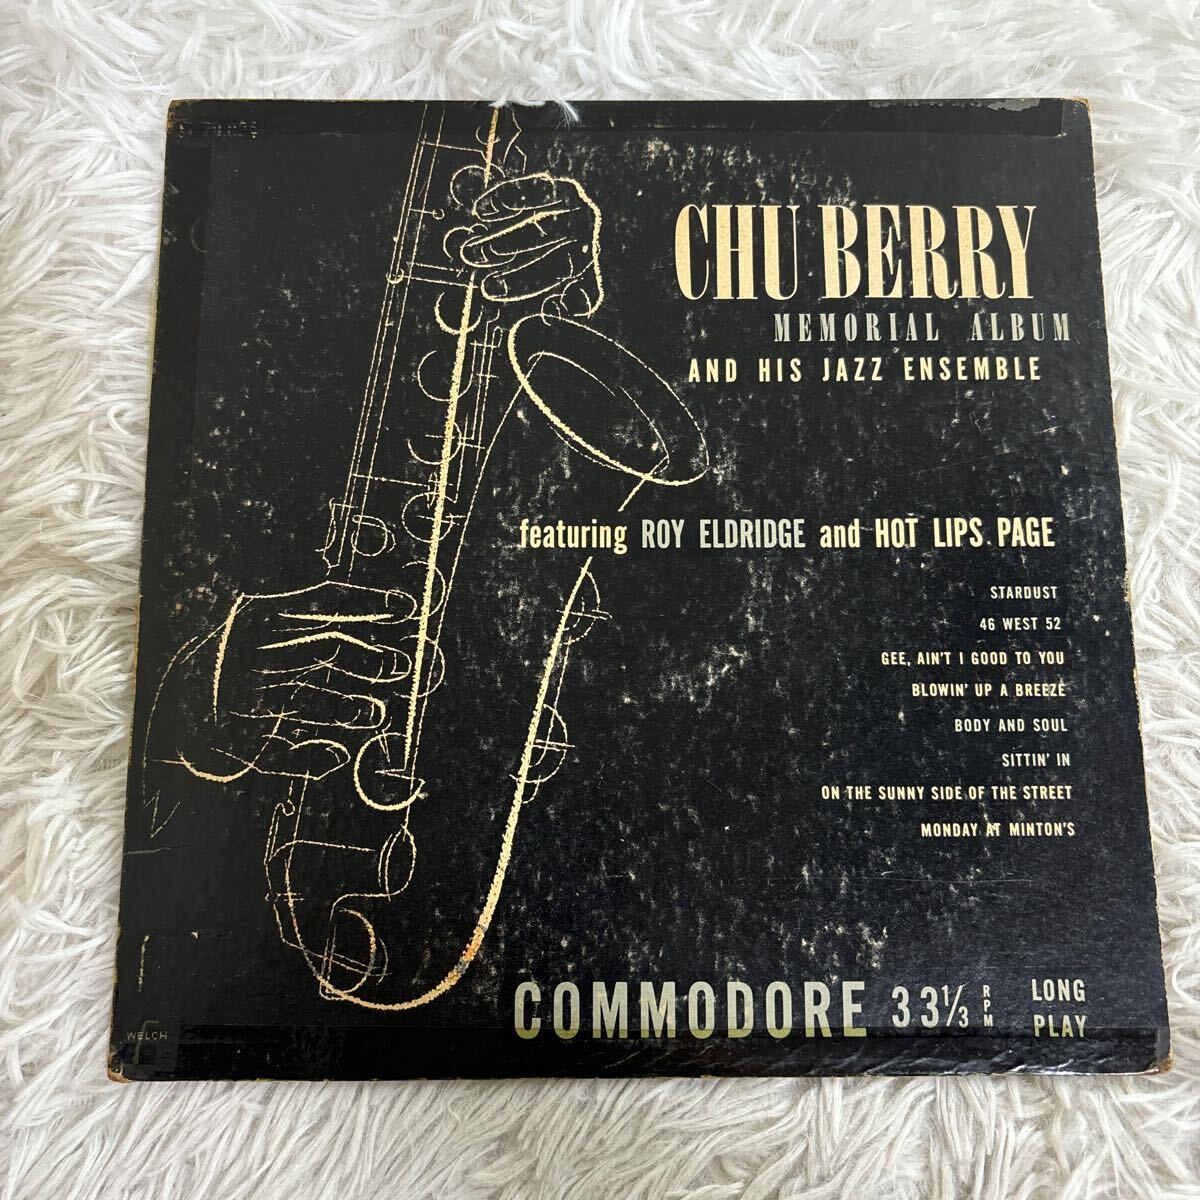 CHU BERRY
MEMORIAL ALBUM
AND HIS JAZZ ENSEMBLE
featuring ROY ELDRIDGE and HOT LIPS PAGE
STARDUST
46 WEST 52
GEE, AIN'T I GOOD TO YOU
BLOWIN' UP A BREEZE
BODY AND SOUL
SITTIN' IN
ON THE SUNNY SIDE OF THE STREET
MONDAY AT MINTON'S
COMMODORE 33⅓ RPM LONG PLAY
WELCH